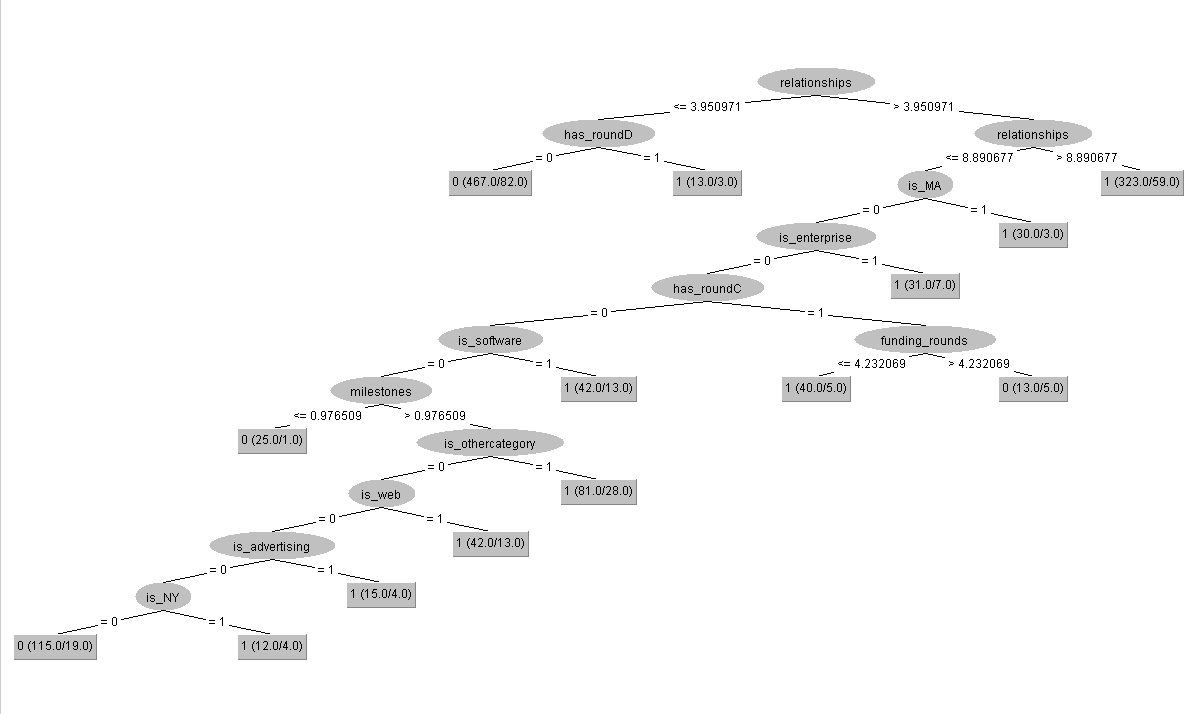 relationships
<= 3.950971 > 3.950971
has_roundD relationships
= 0 = 1 <= 8.890677 > 8.890677
0 (467.0/82.0) 1 (13.0/3.0) is_MA 1 (323.0/59.0)
= 0 = 1
is_enterprise 1 (30.0/3.0)
= 0 = 1
has_roundC 1 (31.0/7.0)
= 0 = 1
is_software funding_rounds
= 0 = 1 <= 4.232069 > 4.232069
milestones 1 (42.0/13.0) 1 (40.0/5.0) 0 (13.0/5.0)
<= 0.976509 > 0.976509
0 (25.0/1.0) is_othercategory
= 0 = 1
is_web 1 (81.0/28.0)
= 0 = 1
is_advertising 1 (42.0/13.0)
= 0 = 1
is_NY 1 (15.0/4.0)
= 0 = 1
0 (115.0/19.0) 1 (12.0/4.0)